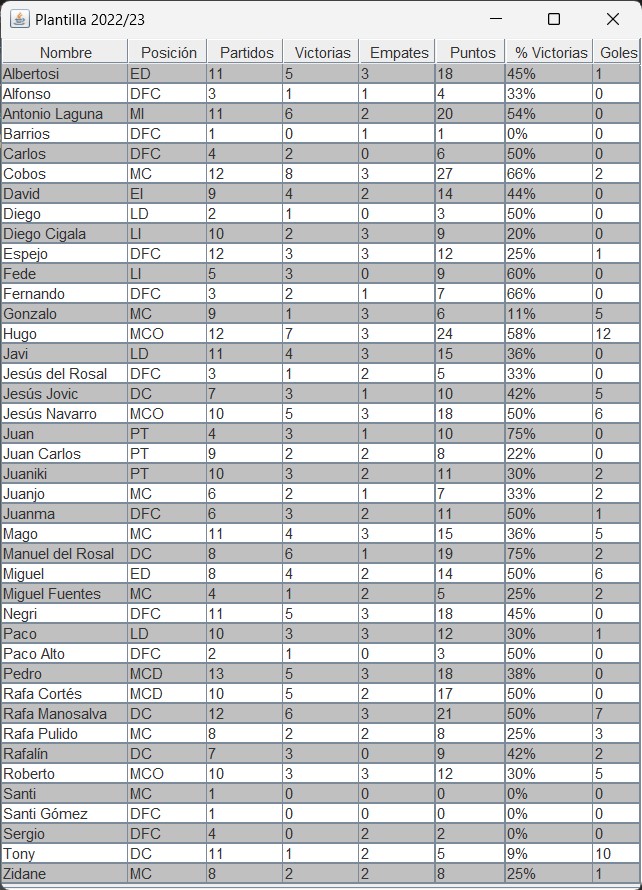 Plantilla 2022/23
Nombre Posición Partidos Victorias Empates Puntos % Victorias Goles
Albertosi ED 11 5 3 18 45% 1
Alfonso DFC 3 1 1 4 33% 0
Antonio Laguna MI 11 6 2 20 54% 0
Barrios DFC 1 0 1 1 0% 0
Carlos DFC 4 2 0 6 50% 0
Cobos MC 12 8 3 27 66% 2
David EI 9 4 2 14 44% 0
Diego LD 2 1 0 3 50% 0
Diego Cigala LI 10 2 3 9 20% 0
Espejo DFC 12 3 3 12 25% 1
Fede LI 5 3 0 9 60% 0
Fernando DFC 3 2 1 7 66% 0
Gonzalo MC 9 1 3 6 11% 5
Hugo MCO 12 7 3 24 58% 12
Javi LD 11 4 3 15 36% 0
Jesús del Rosal DFC 3 1 2 5 33% 0
Jesús Jovic DC 7 3 1 10 42% 5
Jesús Navarro MCO 10 5 3 18 50% 6
Juan PT 4 3 1 10 75% 0
Juan Carlos PT 9 2 2 8 22% 0
Juaniki PT 10 3 2 11 30% 2
Juanjo MC 6 2 1 7 33% 2
Juanma DFC 6 3 2 11 50% 1
Mago MC 11 4 3 15 36% 5
Manuel del Rosal DC 8 6 1 19 75% 2
Miguel ED 8 4 2 14 50% 6
Miguel Fuentes MC 4 1 2 5 25% 2
Negri DFC 11 5 3 18 45% 0
Paco LD 10 3 3 12 30% 1
Paco Alto DFC 2 1 0 3 50% 0
Pedro MCD 13 5 3 18 38% 0
Rafa Cortés MCD 10 5 2 17 50% 0
Rafa Manosalva DC 12 6 3 21 50% 7
Rafa Pulido MC 8 2 2 8 25% 3
Rafalín DC 7 3 0 9 42% 2
Roberto MCO 10 3 3 12 30% 5
Santi MC 1 0 0 0 0% 0
Santi Gómez DFC 1 0 0 0 0% 0
Sergio DFC 4 0 2 2 0% 0
Tony DC 11 1 2 5 9% 10
Zidane MC 8 2 2 8 25% 1